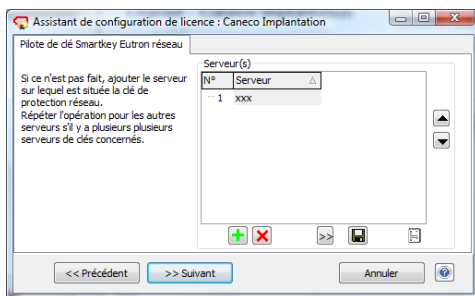 Assistant de configuration de licence : Caneco Implantation
Pilote de clé Smartkey Eutron réseau
Si ce n'est pas fait, ajouter le serveur
sur lequel est située la clé de
protection réseau.
Répéter l'opération pour les autres
serveurs s'il y a plusieurs plusieurs
serveurs de clés concernés.
Serveur(s)
N° Serveur
1 xxx
>>
<< Précédent >> Suivant Annuler